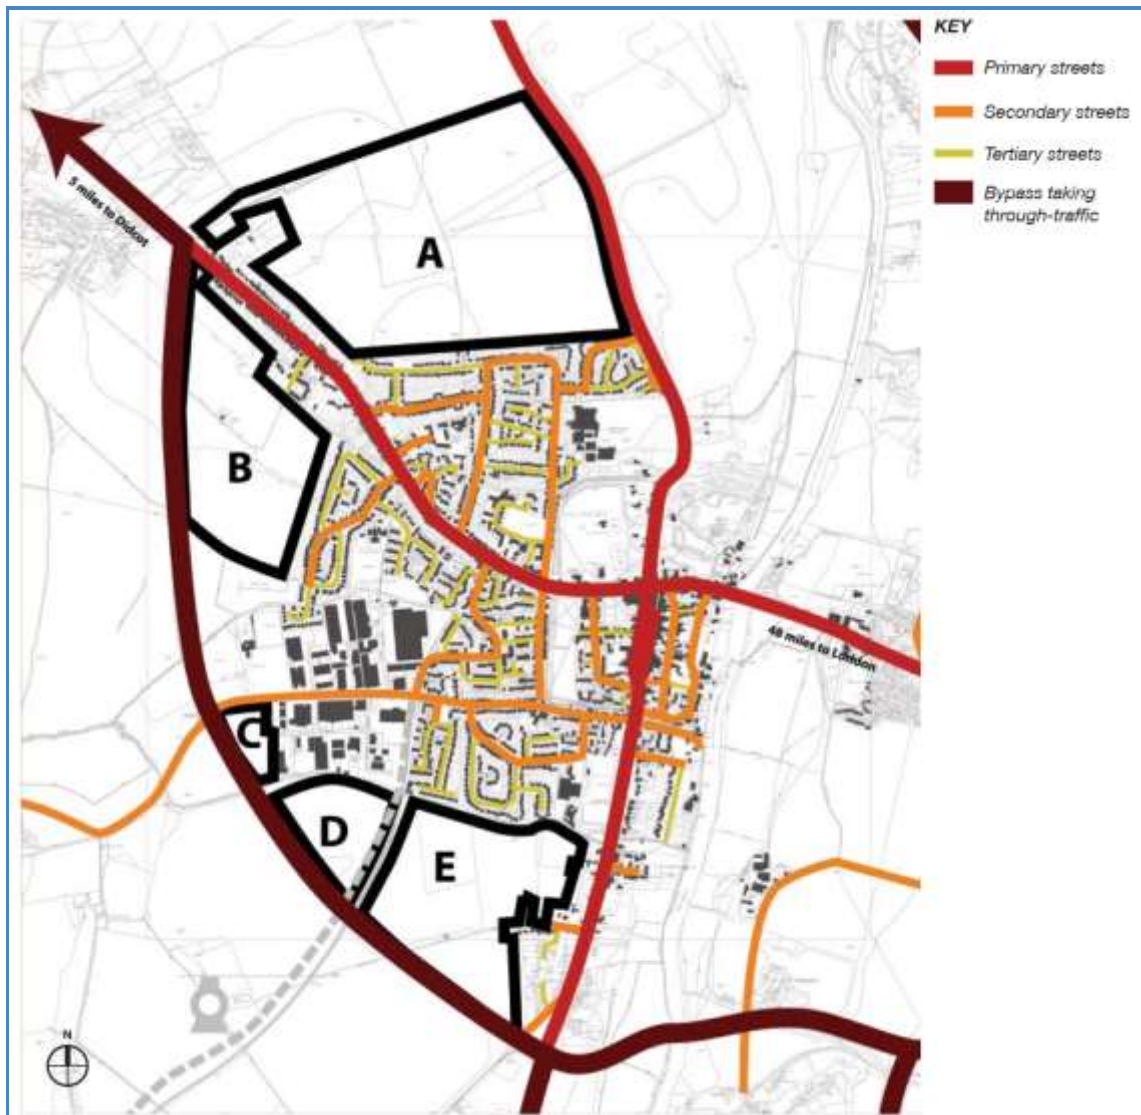 KEY
Primary streets
Secondary streets
Tertiary streets
Bypass taking
through-traffic
5 miles to Didcot
A
B
48 miles to London
C
D
E
N